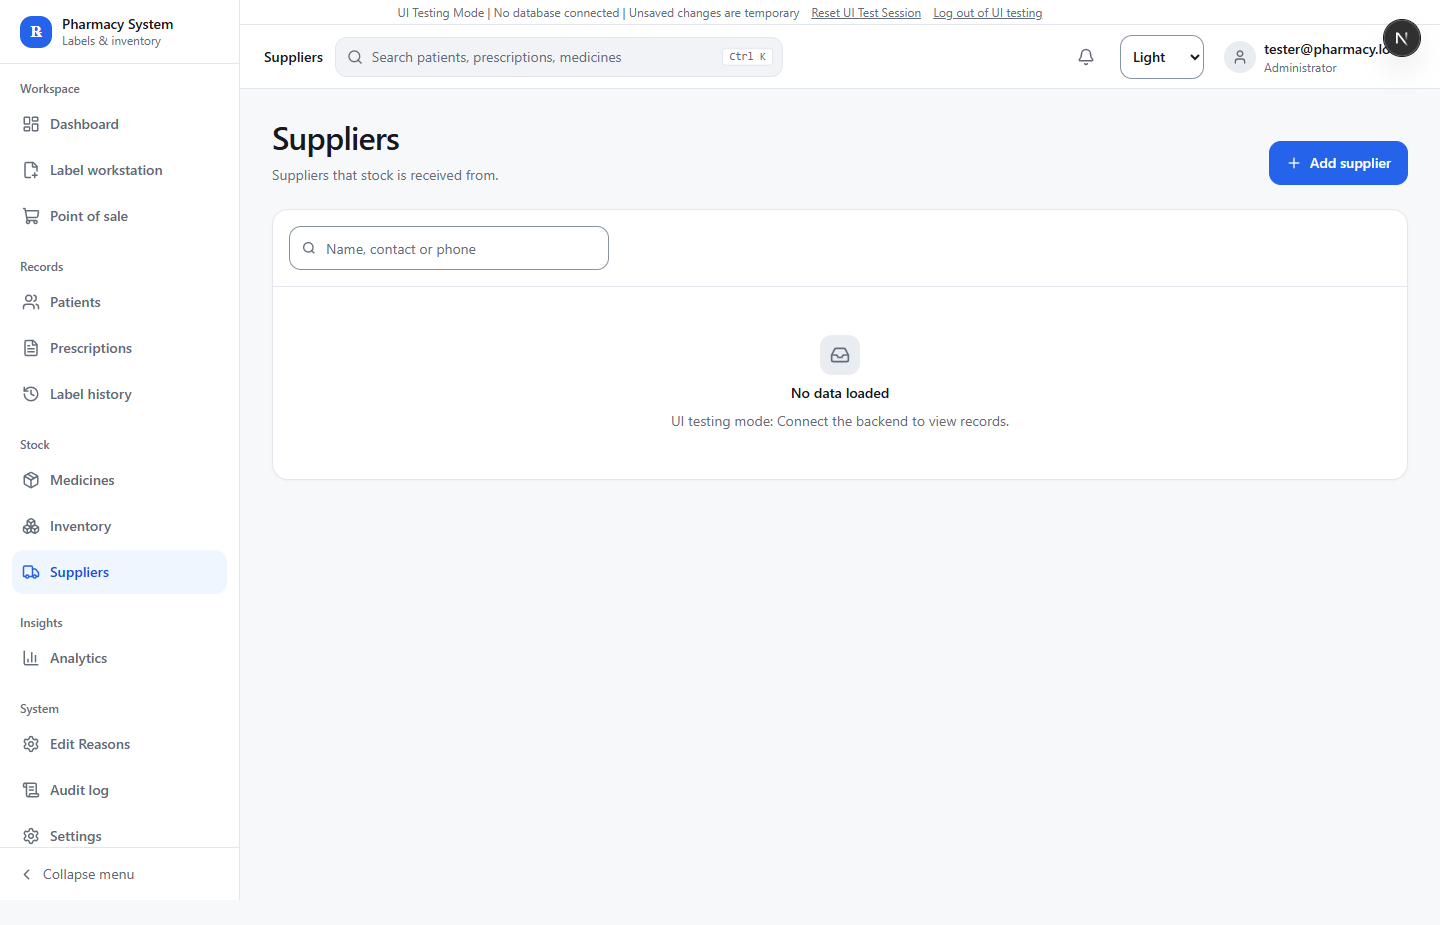 UI Testing Mode | No database connected | Unsaved changes are temporary Reset UI Test Session Log out of UI testing
Pharmacy System
Labels & inventory
Workspace
Dashboard
Label workstation
Point of sale
Records
Patients
Prescriptions
Label history
Stock
Medicines
Inventory
Suppliers
Insights
Analytics
System
Edit Reasons
Audit log
Settings
Collapse menu
Suppliers
Search patients, prescriptions, medicines
Ctrl K
Light
tester@pharmacy.lo
Administrator
N
Suppliers
Suppliers that stock is received from.
Add supplier
Name, contact or phone
No data loaded
UI testing mode: Connect the backend to view records.